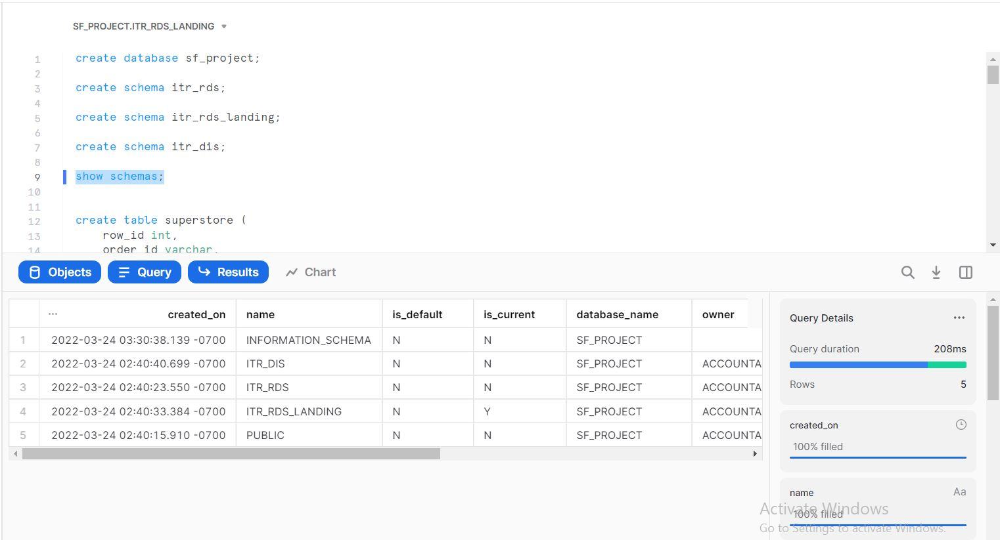 SF_PROJECT.ITR_RDS_LANDING
1 create database sf_project;
2
3 create schema itr_rds;
4
5 create schema itr_rds_landing;
6
7 create schema itr_dis;
8
9 show schemas;
10
11
12 create table superstore (
13 row_id int,
14 order_id varchar,
Objects Query Results Chart
... created_on name is_default is_current database_name owner
1 2022-03-24 03:30:38.139 -0700 INFORMATION_SCHEMA N N SF_PROJECT
2 2022-03-24 02:40:40.699 -0700 ITR_DIS N N SF_PROJECT ACCOUNTA
3 2022-03-24 02:40:23.550 -0700 ITR_RDS N N SF_PROJECT ACCOUNTA
4 2022-03-24 02:40:33.384 -0700 ITR_RDS_LANDING N Y SF_PROJECT ACCOUNTA
5 2022-03-24 02:40:15.910 -0700 PUBLIC N N SF_PROJECT ACCOUNTA
Query Details ...
Query duration 208ms
Rows 5
created_on
100% filled
name Aa
100% filled
Activate Windows
Go to Settings to activate Windows.